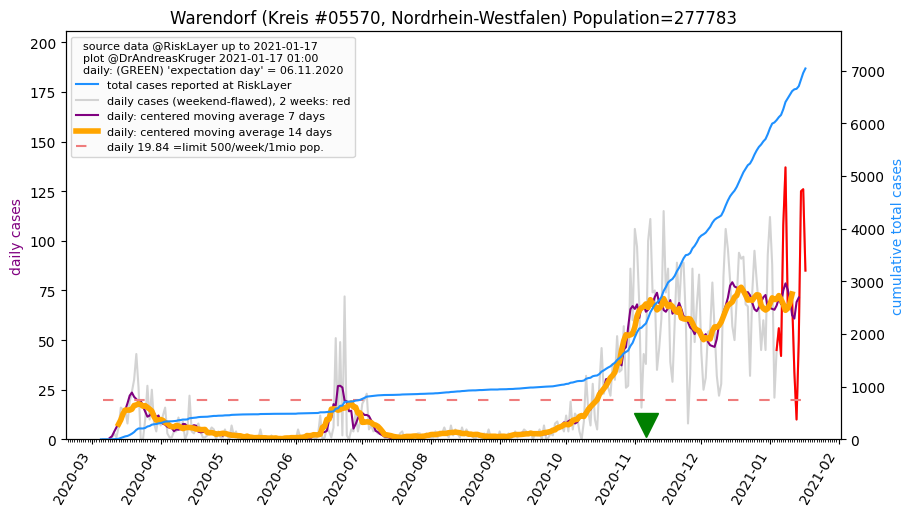 Warendorf (Kreis #05570, Nordrhein-Westfalen) Population=277783
source data @RiskLayer up to 2021-01-17
plot @DrAndreasKruger 2021-01-17 01:00
daily: (GREEN) 'expectation day' = 06.11.2020
total cases reported at RiskLayer
daily cases (weekend-flawed), 2 weeks: red
daily: centered moving average 7 days
daily: centered moving average 14 days
daily 19.84 =limit 500/week/1mio pop.
daily cases
200
175
150
125
100
75
50
25
0
cumulative total cases
7000
6000
5000
4000
3000
2000
1000
0
2020-03
2020-04
2020-05
2020-06
2020-07
2020-08
2020-09
2020-10
2020-11
2020-12
2021-01
2021-02